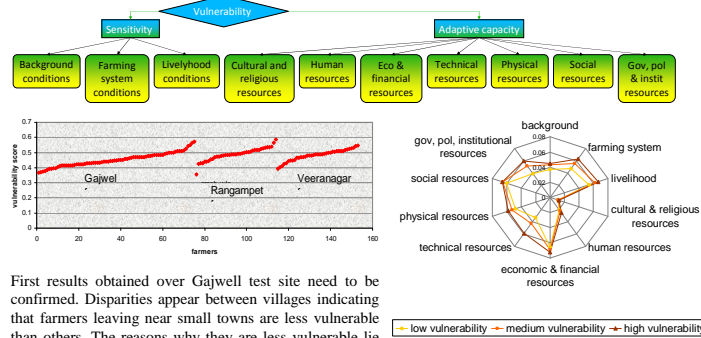 Vulnerability
Sensitivity
Adaptive capacity
Background conditions
Farming system conditions
Livelyhood conditions
Cultural and religious resources
Human resources
Eco & financial resources
Technical resources
Physical resources
Social resources
Gov, pol & instit resources
vulnerability score
0.7
0.6
0.5
0.4
0.3
0.2
0.1
0
Gajwel
Rangampet
Veeranagar
0 20 40 60 80 100 120 140 160
farmers
background
farming system
livelihood
cultural & religious resources
human resources
economic & financial resources
technical resources
physical resources
social resources
gov, pol, institutional resources
0.08
0.06
0.04
0.02
0
low vulnerability
medium vulnerability
high vulnerability
First results obtained over Gajwell test site need to be
confirmed. Disparities appear between villages indicating
that farmers leaving near small towns are less vulnerable
than others. The reasons why they are less vulnerable lie